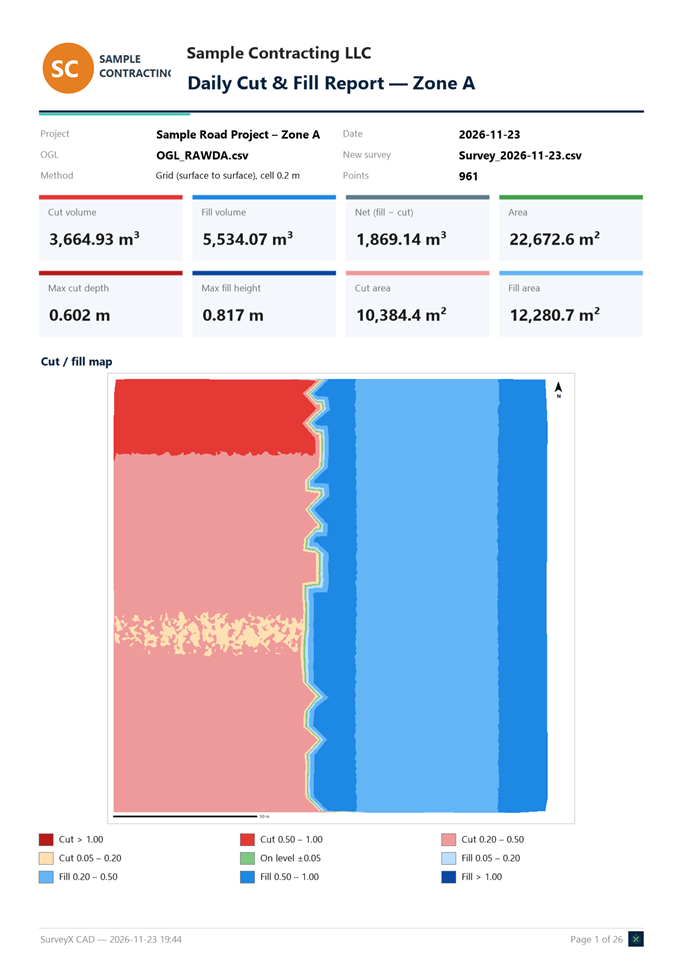 SC
SAMPLE
CONTRACTING
Sample Contracting LLC
Daily Cut & Fill Report — Zone A
Project Sample Road Project – Zone A Date 2026-11-23
OGL OGL_RAWDA.csv New survey Survey_2026-11-23.csv
Method Grid (surface to surface), cell 0.2 m Points 961
Cut volume Fill volume Net (fill − cut) Area
3,664.93 m³ 5,534.07 m³ 1,869.14 m³ 22,672.6 m²
Max cut depth Max fill height Cut area Fill area
0.602 m 0.817 m 10,384.4 m² 12,280.7 m²
Cut / fill map
N
50 m
Cut > 1.00 Cut 0.50 – 1.00 Cut 0.20 – 0.50
Cut 0.05 – 0.20 On level ±0.05 Fill 0.05 – 0.20
Fill 0.20 – 0.50 Fill 0.50 – 1.00 Fill > 1.00
SurveyX CAD — 2026-11-23 19:44 Page 1 of 26